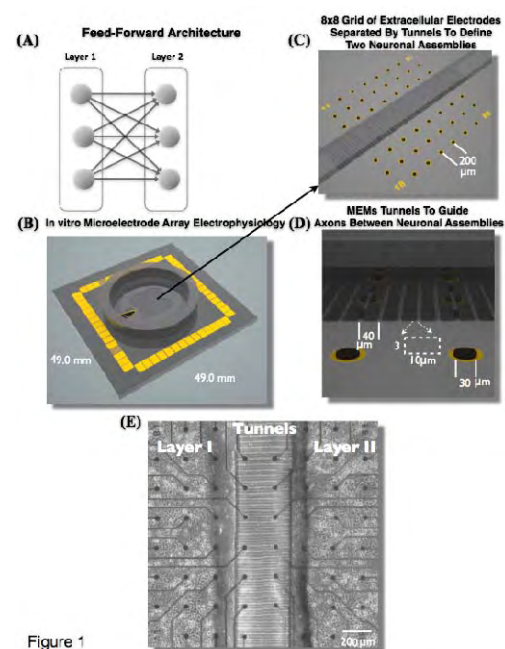 (A)
Feed-Forward Architecture
Layer 1
Layer 2
8x8 Grid of Extracellular Electrodes
(C)
Separated By Tunnels To Define
Two Neuronal Assemblies
200
μm
(B)
In vitro Microelectrode Array Electrophysiology
49.0 mm
49.0 mm
MEMs Tunnels To Guide
(D)
Axons Between Neuronal Assemblies
40
μm
3
10μm
30
μm
(E)
Tunnels
Layer I
Layer II
200μm
Figure 1